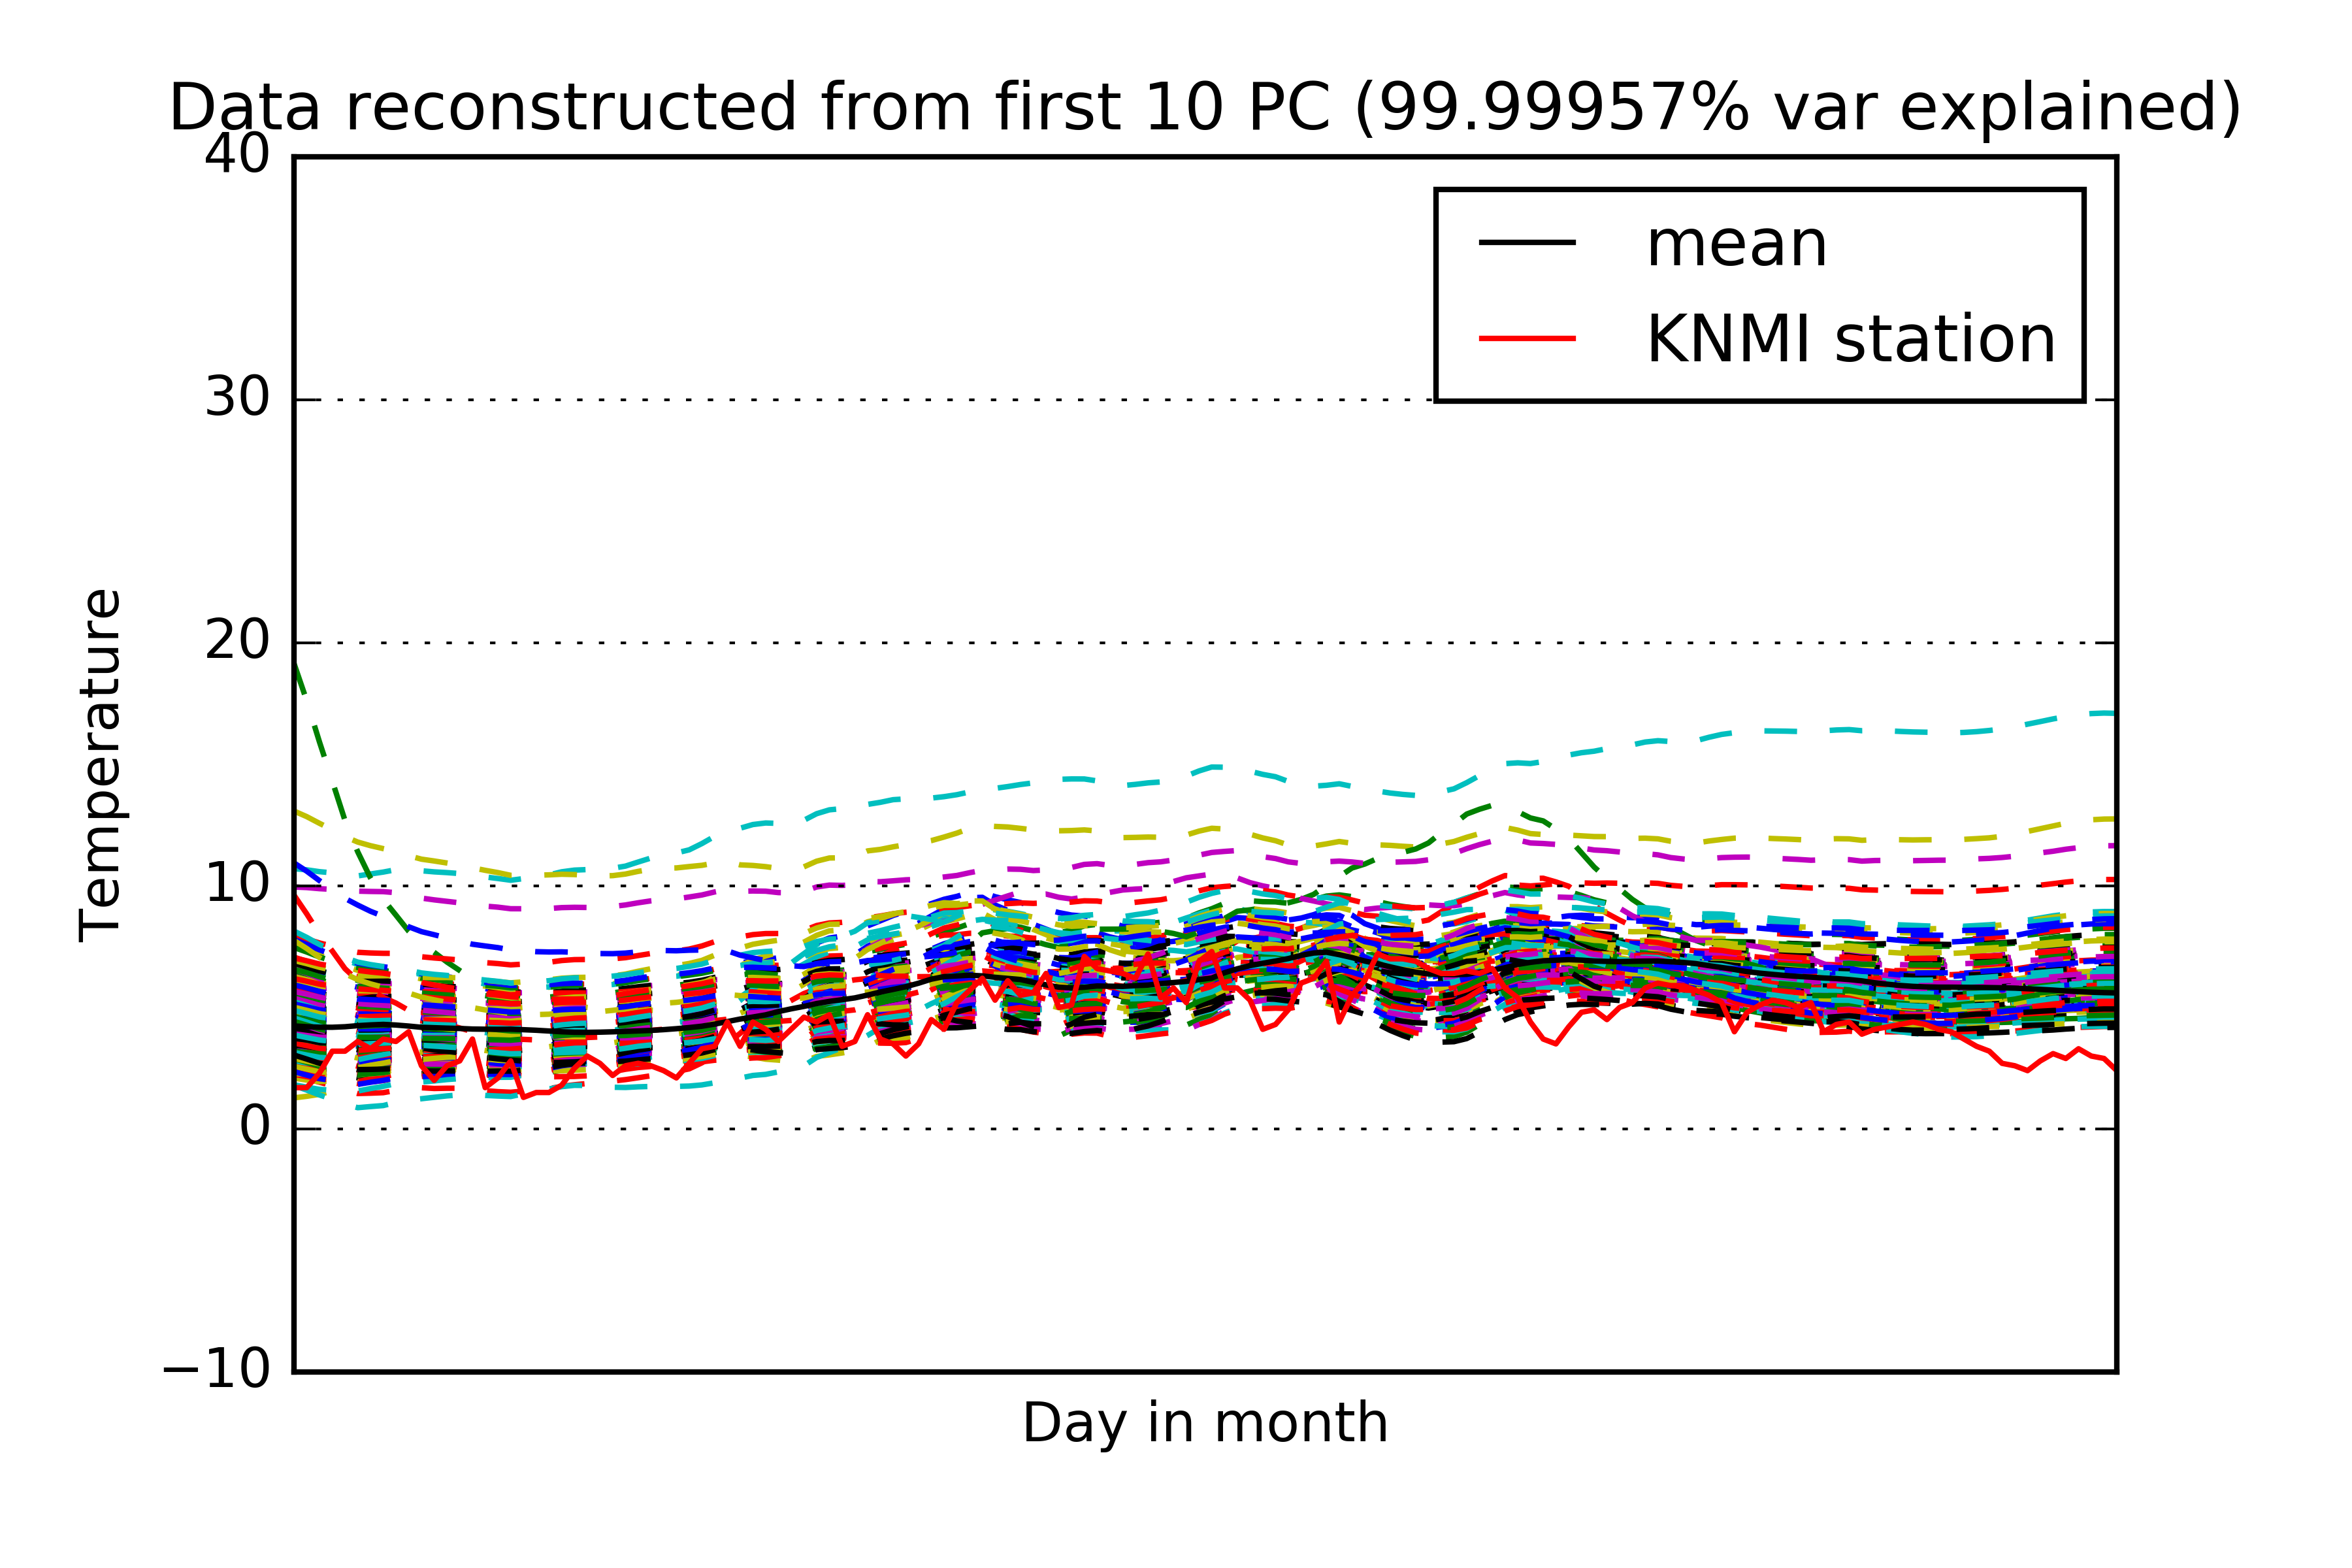 Data reconstructed from first 10 PC (99.99957% var explained)
40
30
20
10
0
−10
Temperature
mean
KNMI station
Day in month